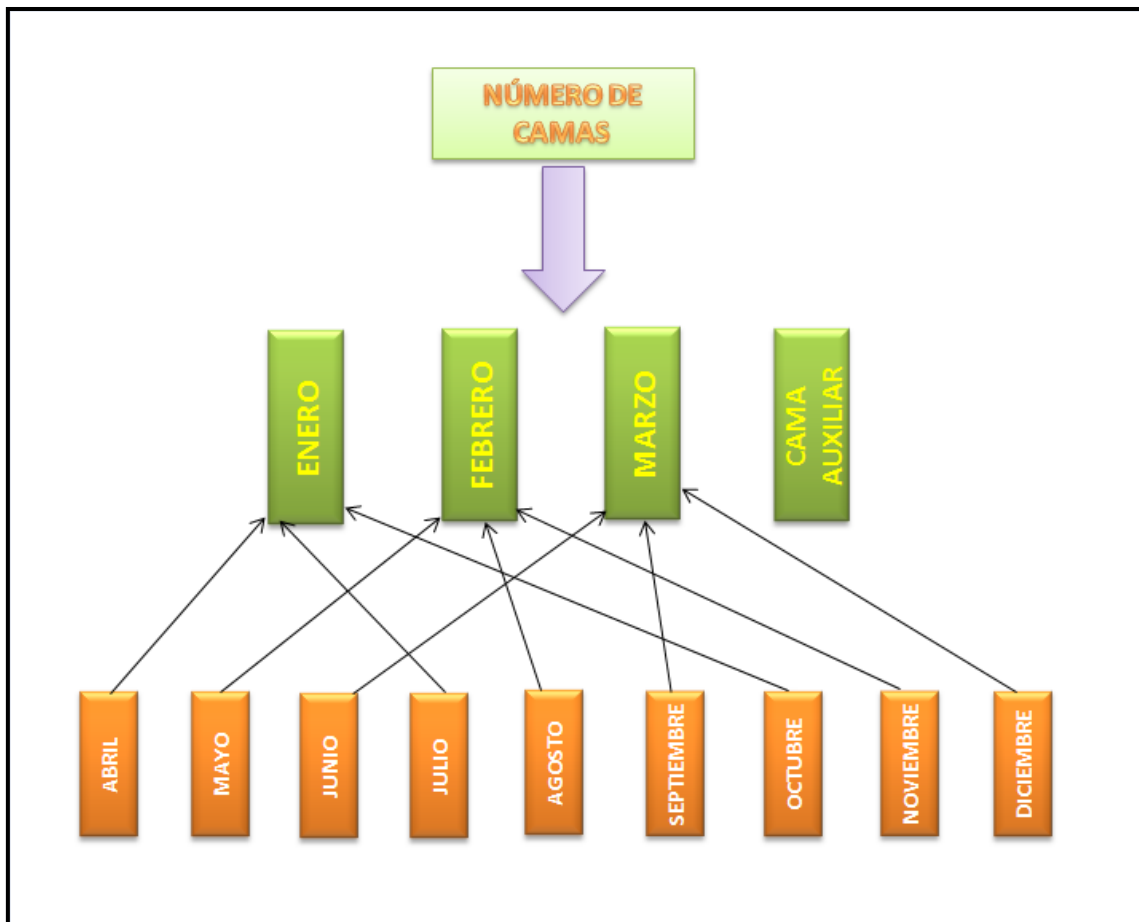 NÚMERO DE
CAMAS
ENERO
FEBRERO
MARZO
CAMA
AUXILIAR
ABRIL
MAYO
JUNIO
JULIO
AGOSTO
SEPTIEMBRE
OCTUBRE
NOVIEMBRE
DICIEMBRE